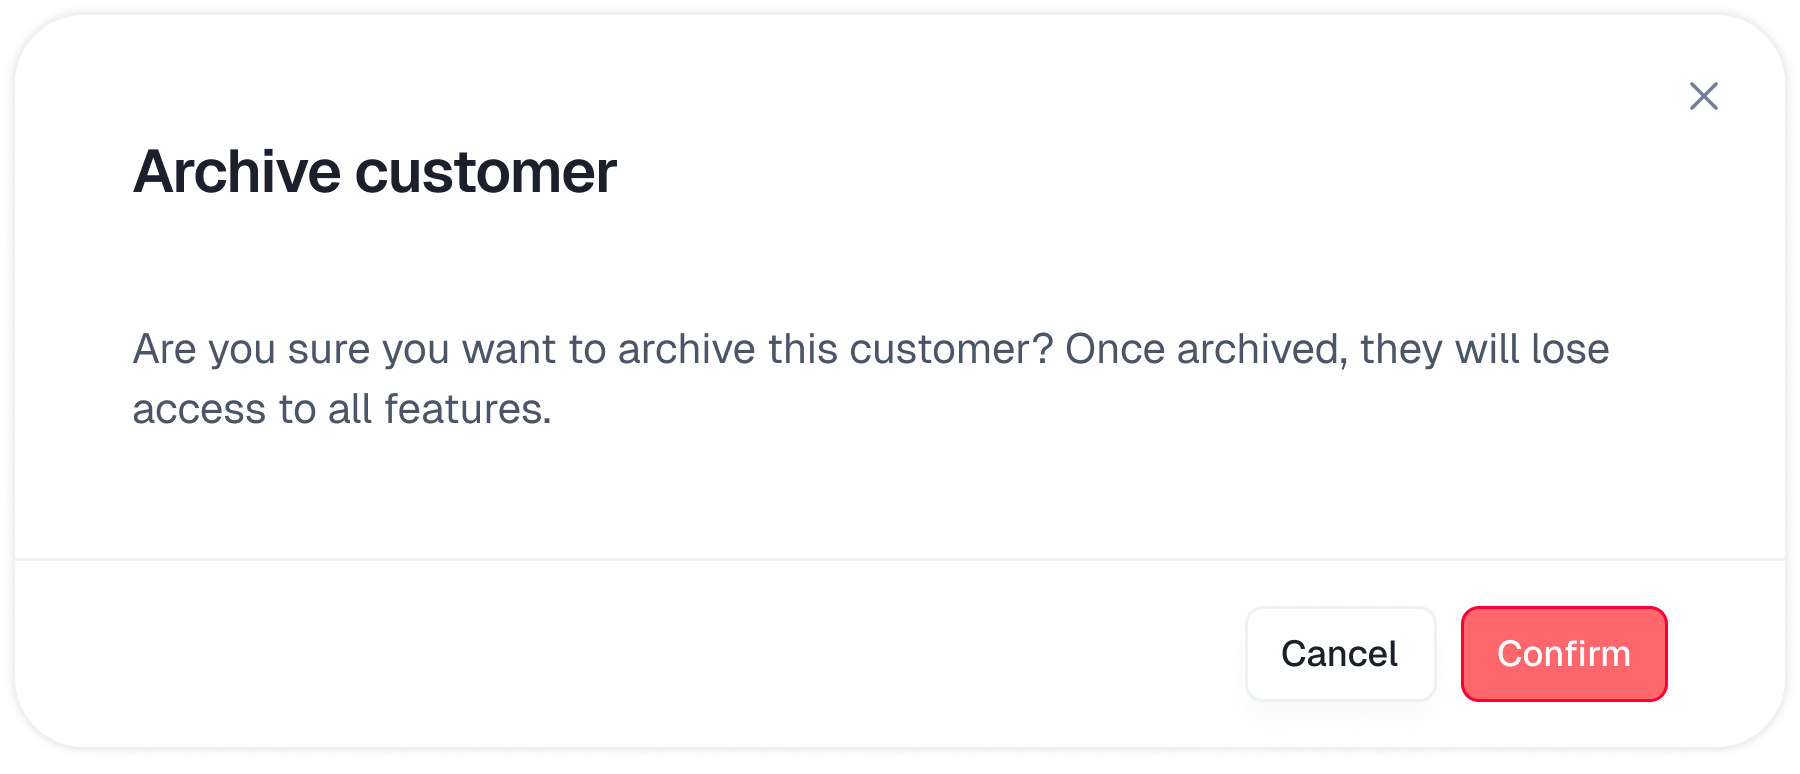 Archive customer
Are you sure you want to archive this customer? Once archived, they will lose
access to all features.
Cancel
Confirm